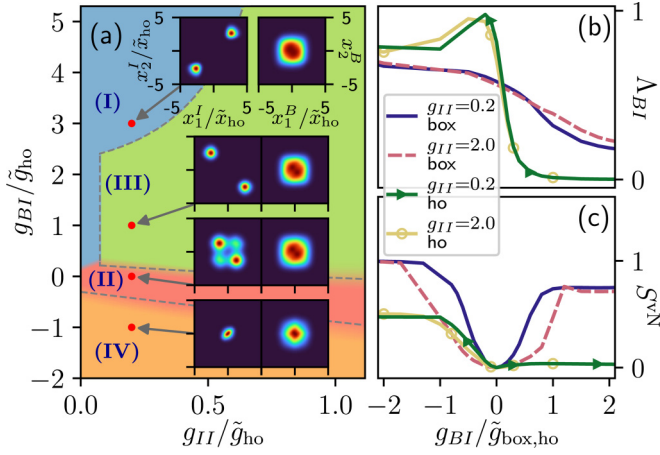 (a)
5
4
3
2
1
0
−1
−2
g_BI/g̃_ho
0.0
0.5
1.0
g_II/g̃_ho
(I)
(III)
(II)
(IV)
5
-5
x_2^I/x̃_ho
-5
5
x_1^I/x̃_ho
5
-5
x_2^B
-5
5
x_1^B/x̃_ho
(b)
1
0
Λ_BI
g_II=0.2
box
g_II=2.0
box
g_II=0.2
ho
g_II=2.0
ho
(c)
1
0
S^vN
−2
−1
0
1
2
g_BI/g̃_box,ho